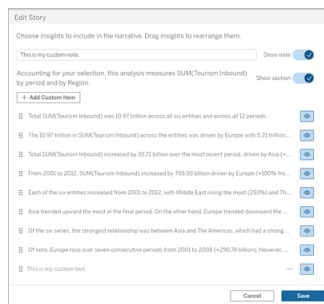 Edit Story
Choose insights to include in the narrative. Drag insights to rearrange them.
This is my custom note.
Show note
Accounting for your selection, this analysis measures SUM(Tourism Inbound)
by period and by Region.
Show section
+ Add Custom Item
Total SUM(Tourism Inbound) was 10.97 trillion across all six entities and across all 12 periods.
The 10.97 trillion in SUM(Tourism Inbound) across the entities was driven by Europe with 5.21 trillion,...
Total SUM(Tourism Inbound) increased by 33.71 billion over the most recent period, driven by Asia (+...
From 2001 to 2012, SUM(Tourism Inbound) increased by 705.93 billion driven by Europe (+100% fro...
Each of the six entities increased from 2001 to 2012, with Middle East rising the most (293%) and Th...
Asia trended upward the most in the final period. On the other hand, Europe trended downward the ...
Of the six series, the strongest relationship was between Asia and The Americas, which had a strong ...
Of note, Europe rose over seven consecutive periods from 2001 to 2008 (+290.74 billion). However, ...
This is my custom text.
...
Cancel
Save